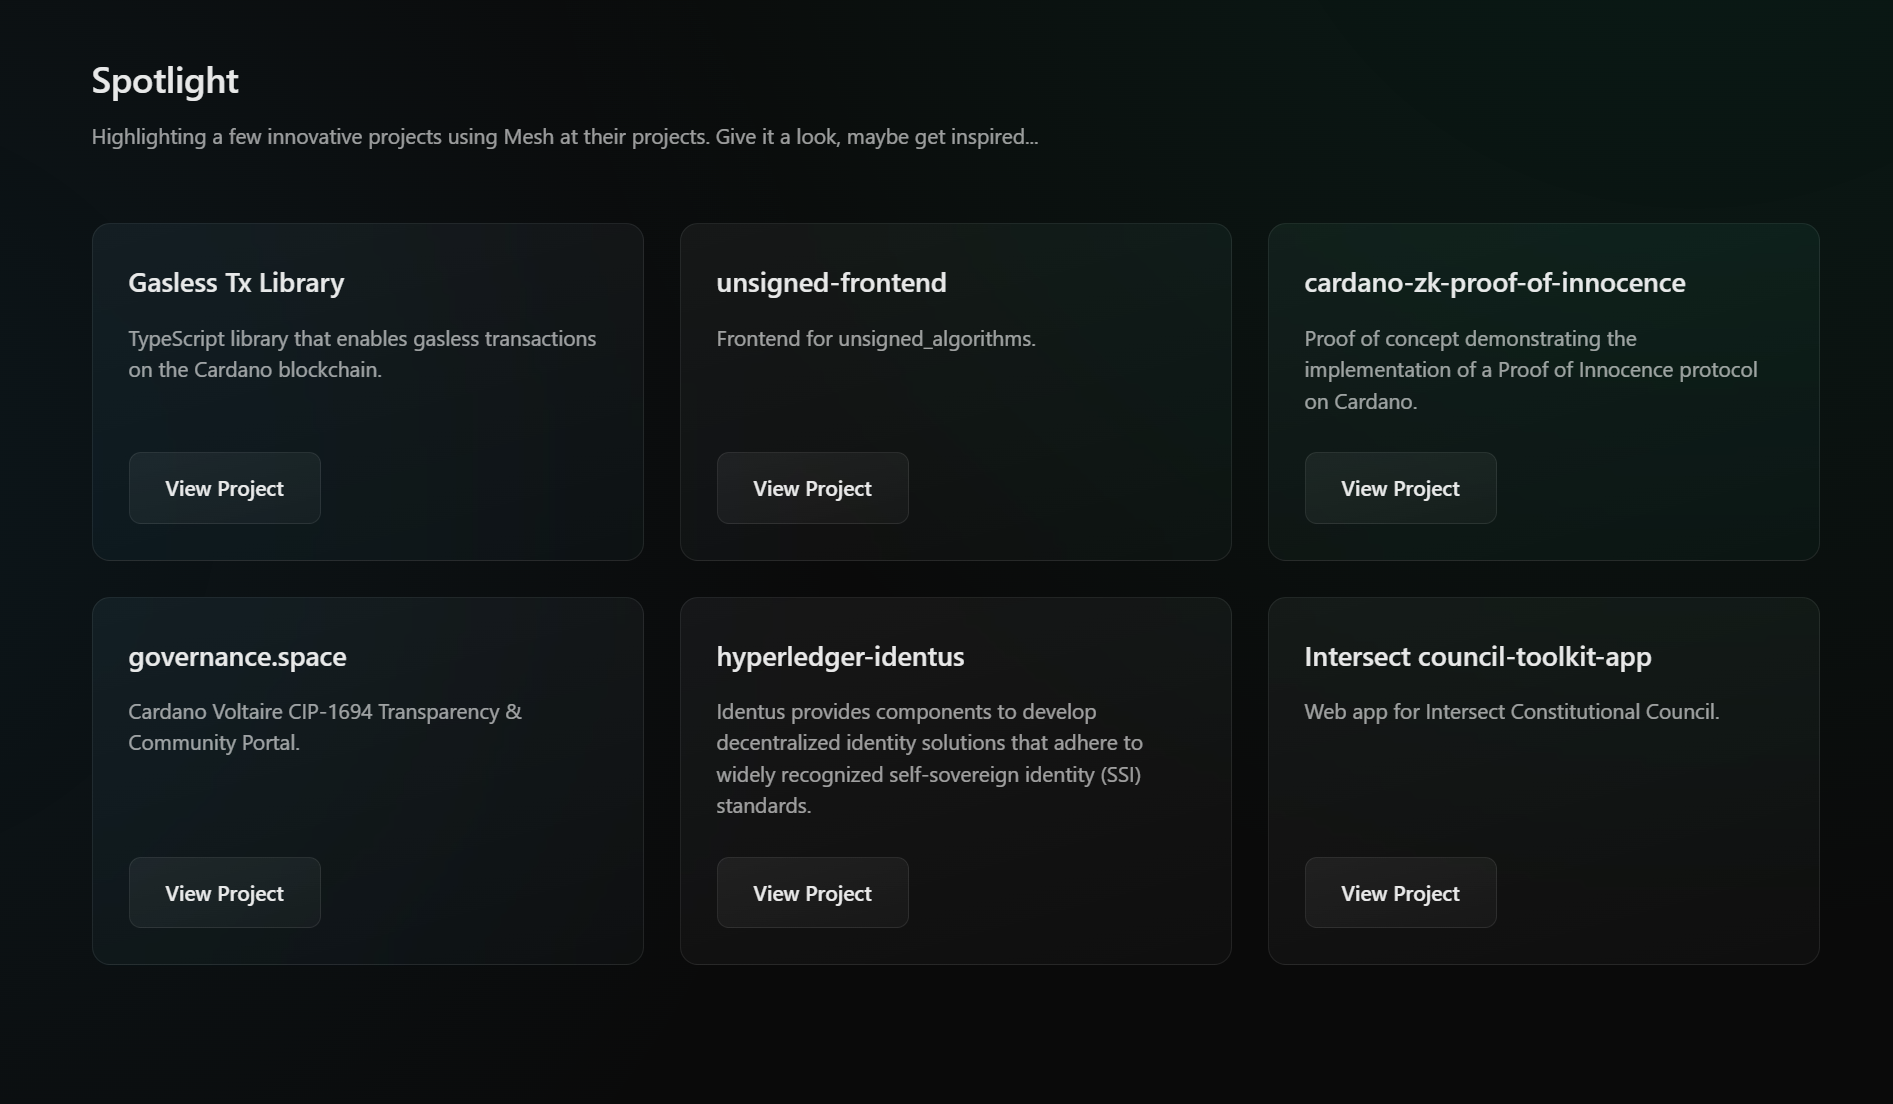 Spotlight
Highlighting a few innovative projects using Mesh at their projects. Give it a look, maybe get inspired...
Gasless Tx Library
TypeScript library that enables gasless transactions
on the Cardano blockchain.
View Project
unsigned-frontend
Frontend for unsigned_algorithms.
View Project
cardano-zk-proof-of-innocence
Proof of concept demonstrating the
implementation of a Proof of Innocence protocol
on Cardano.
View Project
governance.space
Cardano Voltaire CIP-1694 Transparency &
Community Portal.
View Project
hyperledger-identus
Identus provides components to develop
decentralized identity solutions that adhere to
widely recognized self-sovereign identity (SSI)
standards.
View Project
Intersect council-toolkit-app
Web app for Intersect Constitutional Council.
View Project